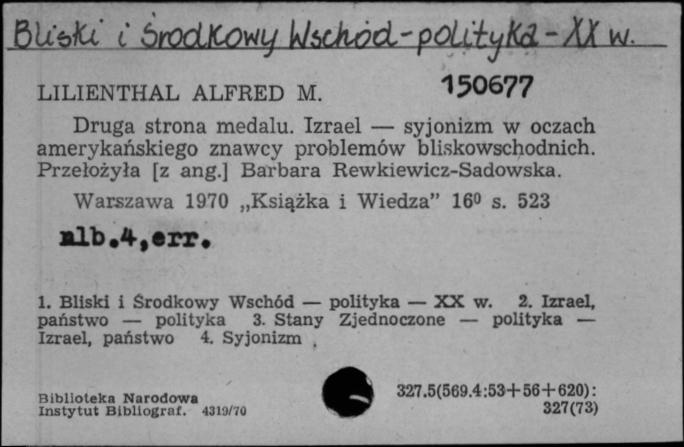 Bliski i Środkowy Wschód - polityka - XX w.
LILIENTHAL ALFRED M. 150677
Druga strona medalu. Izrael — syjonizm w oczach
amerykańskiego znawcy problemów bliskowschodnich.
Przełożyła [z ang.] Barbara Rewkiewicz-Sadowska.
Warszawa 1970 „Książka i Wiedza” 16⁰ s. 523
nlb.4,err.
1. Bliski i Środkowy Wschód — polityka — XX w. 2. Izrael,
państwo — polityka 3. Stany Zjednoczone — polityka —
Izrael, państwo 4. Syjonizm
Biblioteka Narodowa
Instytut Bibliograf. 4319/70
327.5(569.4:53+56+620):
327(73)